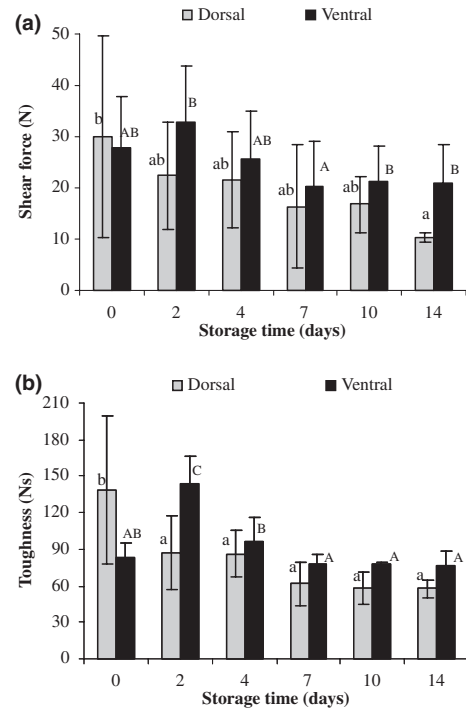 (a)
Dorsal Ventral
Shear force (N)
50
40
30
20
10
0
b AB ab B ab AB ab A ab B a B
0 2 4 7 10 14
Storage time (days)
(b)
Dorsal Ventral
Toughness (Ns)
210
180
150
120
90
60
30
0
b AB a C a B a A a A a A
0 2 4 7 10 14
Storage time (days)